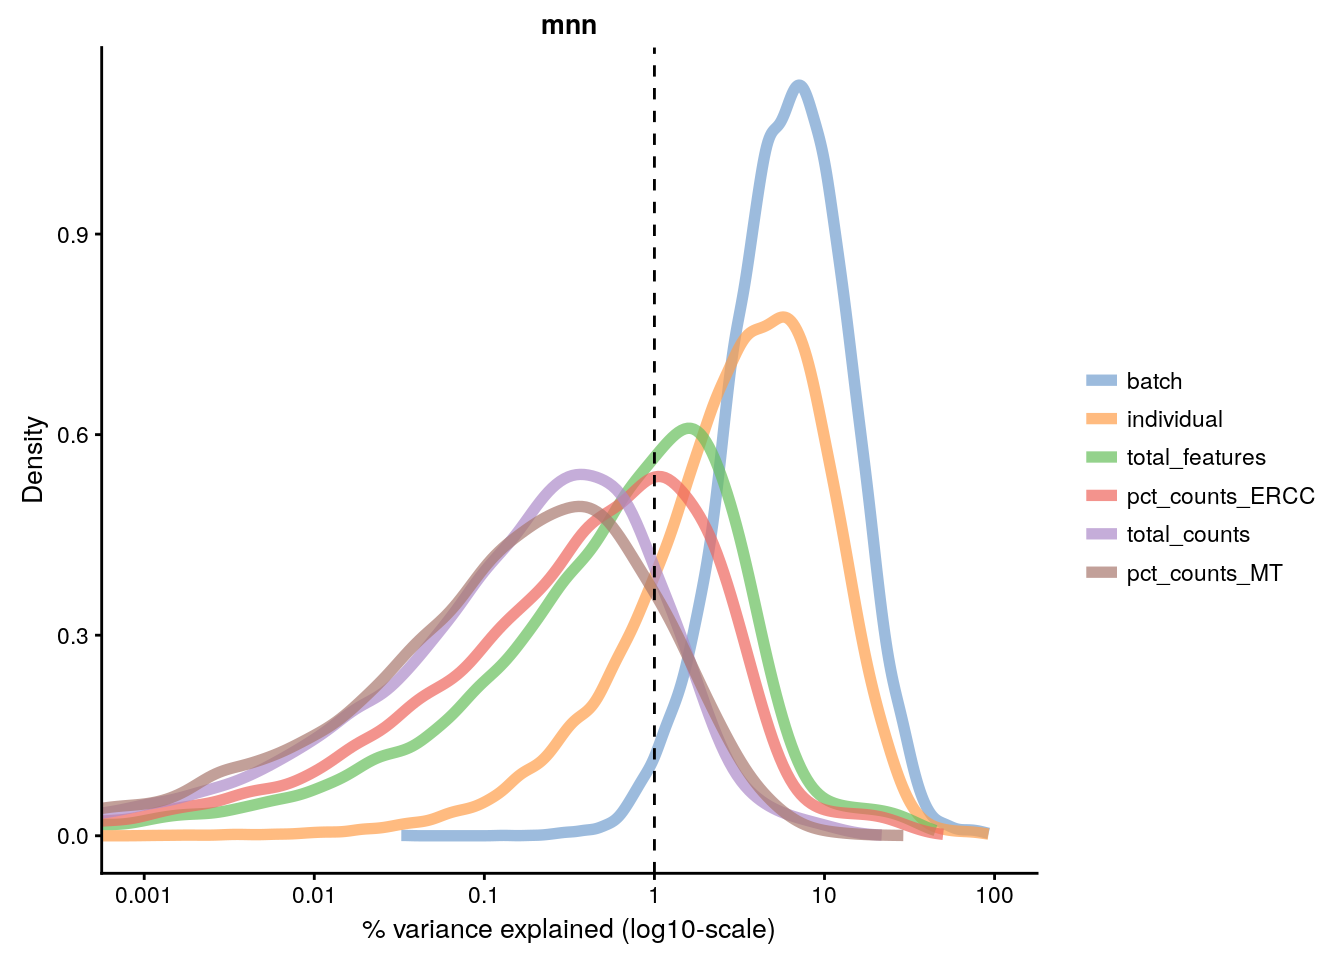 mnn
Density
0.9
0.6
0.3
0.0
0.001 0.01 0.1 1 10 100
% variance explained (log10-scale)
batch
individual
total_features
pct_counts_ERCC
total_counts
pct_counts_MT